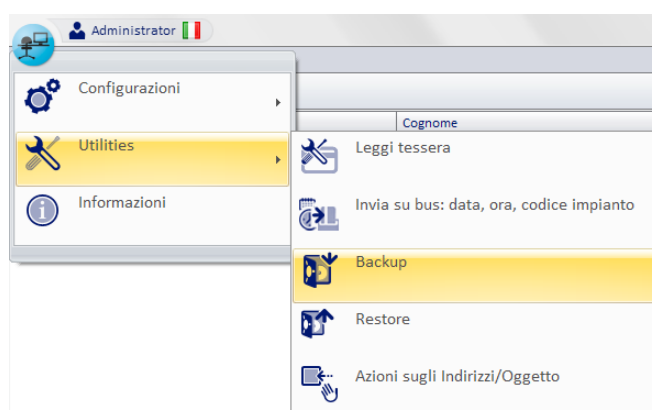 Administrator
Configurazioni
Cognome
Utilities
Leggi tessera
Informazioni
Invia su bus: data, ora, codice impianto
Backup
Restore
Azioni sugli Indirizzi/Oggetto